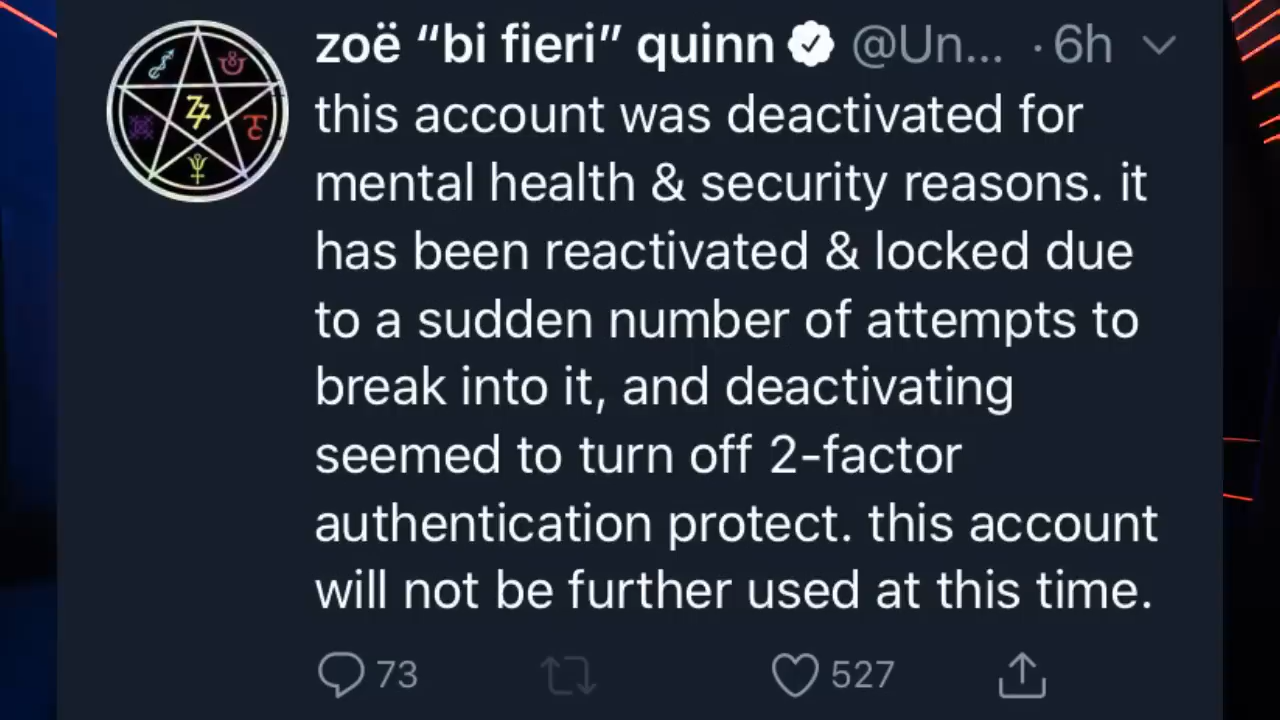 zoë “bi fieri” quinn @Un... · 6h
this account was deactivated for
mental health & security reasons. it
has been reactivated & locked due
to a sudden number of attempts to
break into it, and deactivating
seemed to turn off 2-factor
authentication protect. this account
will not be further used at this time.
73 527